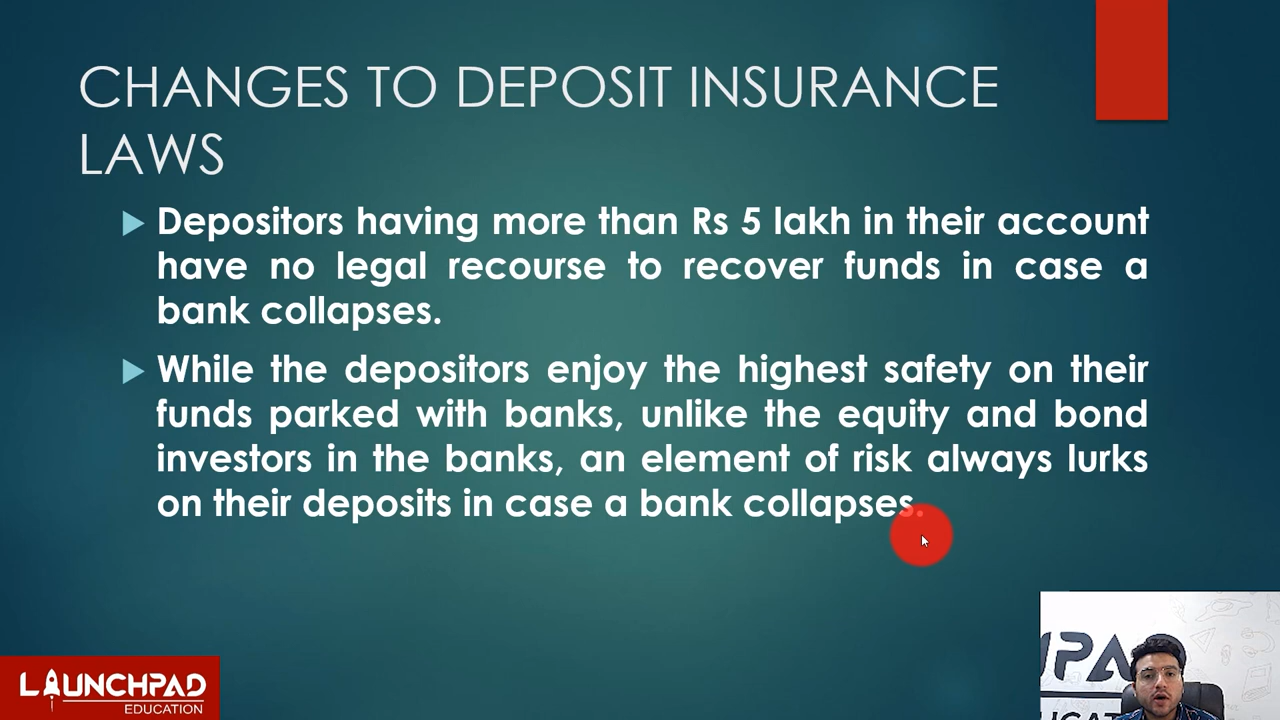 CHANGES TO DEPOSIT INSURANCE
LAWS
Depositors having more than Rs 5 lakh in their account
have no legal recourse to recover funds in case a
bank collapses.
While the depositors enjoy the highest safety on their
funds parked with banks, unlike the equity and bond
investors in the banks, an element of risk always lurks
on their deposits in case a bank collapses.
LAUNCHPAD
EDUCATION